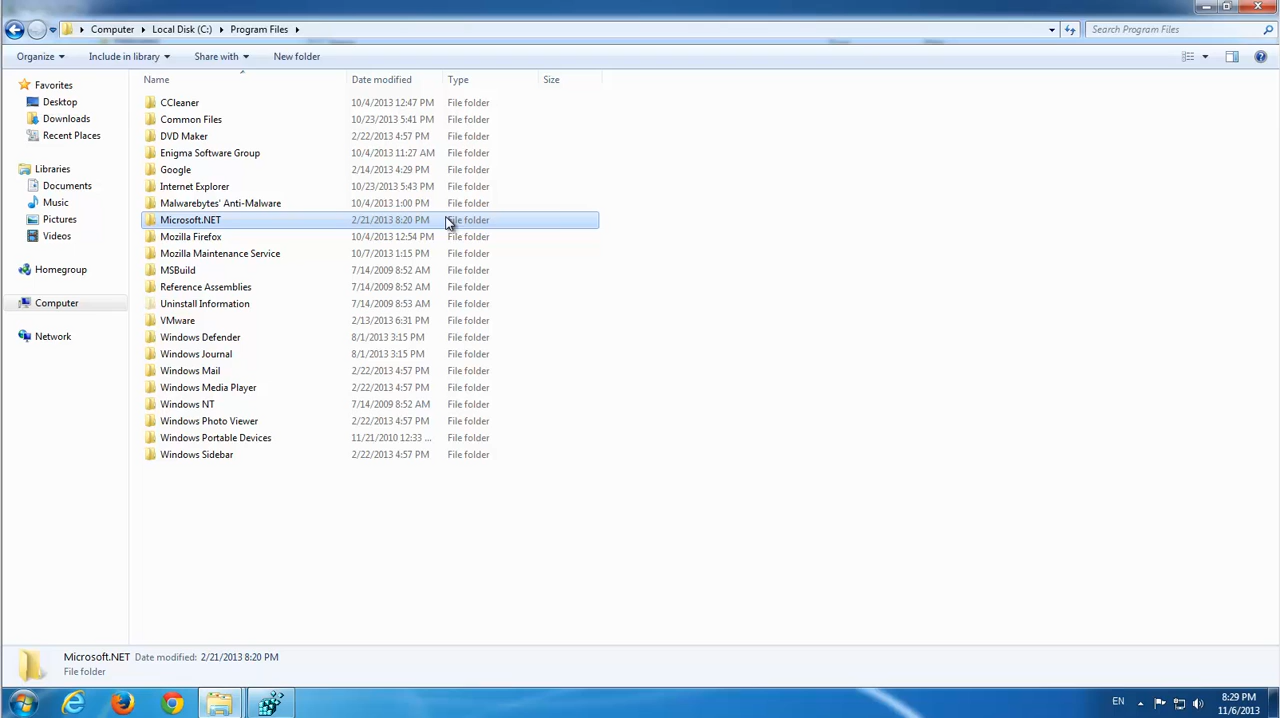 Computer Local Disk (C:) Program Files Search Program Files
Organize Include in library Share with New folder
Favorites
Desktop
Downloads
Recent Places
Libraries
Documents
Music
Pictures
Videos
Homegroup
Computer
Network
Name Date modified Type Size
CCleaner 10/4/2013 12:47 PM File folder
Common Files 10/23/2013 5:41 PM File folder
DVD Maker 2/22/2013 4:57 PM File folder
Enigma Software Group 10/4/2013 11:27 AM File folder
Google 2/14/2013 4:29 PM File folder
Internet Explorer 10/23/2013 5:43 PM File folder
Malwarebytes' Anti-Malware 10/4/2013 1:00 PM File folder
Microsoft.NET 2/21/2013 8:20 PM File folder
Mozilla Firefox 10/4/2013 12:54 PM File folder
Mozilla Maintenance Service 10/7/2013 1:15 PM File folder
MSBuild 7/14/2009 8:52 AM File folder
Reference Assemblies 7/14/2009 8:52 AM File folder
Uninstall Information 7/14/2009 8:53 AM File folder
VMware 2/13/2013 6:31 PM File folder
Windows Defender 8/1/2013 3:15 PM File folder
Windows Journal 8/1/2013 3:15 PM File folder
Windows Mail 2/22/2013 4:57 PM File folder
Windows Media Player 2/22/2013 4:57 PM File folder
Windows NT 7/14/2009 8:52 AM File folder
Windows Photo Viewer 2/22/2013 4:57 PM File folder
Windows Portable Devices 11/21/2010 12:33 ... File folder
Windows Sidebar 2/22/2013 4:57 PM File folder
Microsoft.NET Date modified: 2/21/2013 8:20 PM
File folder
EN 8:29 PM
11/6/2013